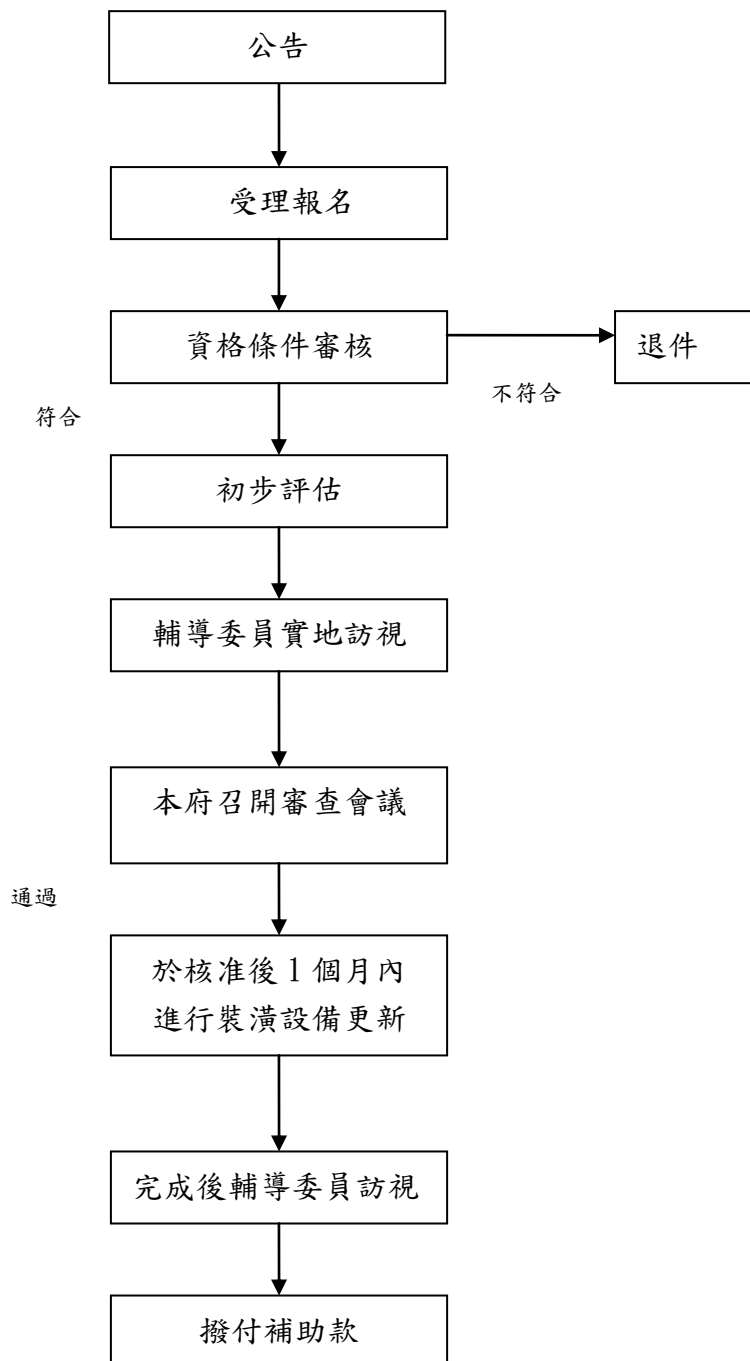 公告
受理報名
資格條件審核
退件
不符合
符合
初步評估
輔導委員實地訪視
本府召開審查會議
通過
於核准後 1 個月內
進行裝潢設備更新
完成後輔導委員訪視
撥付補助款